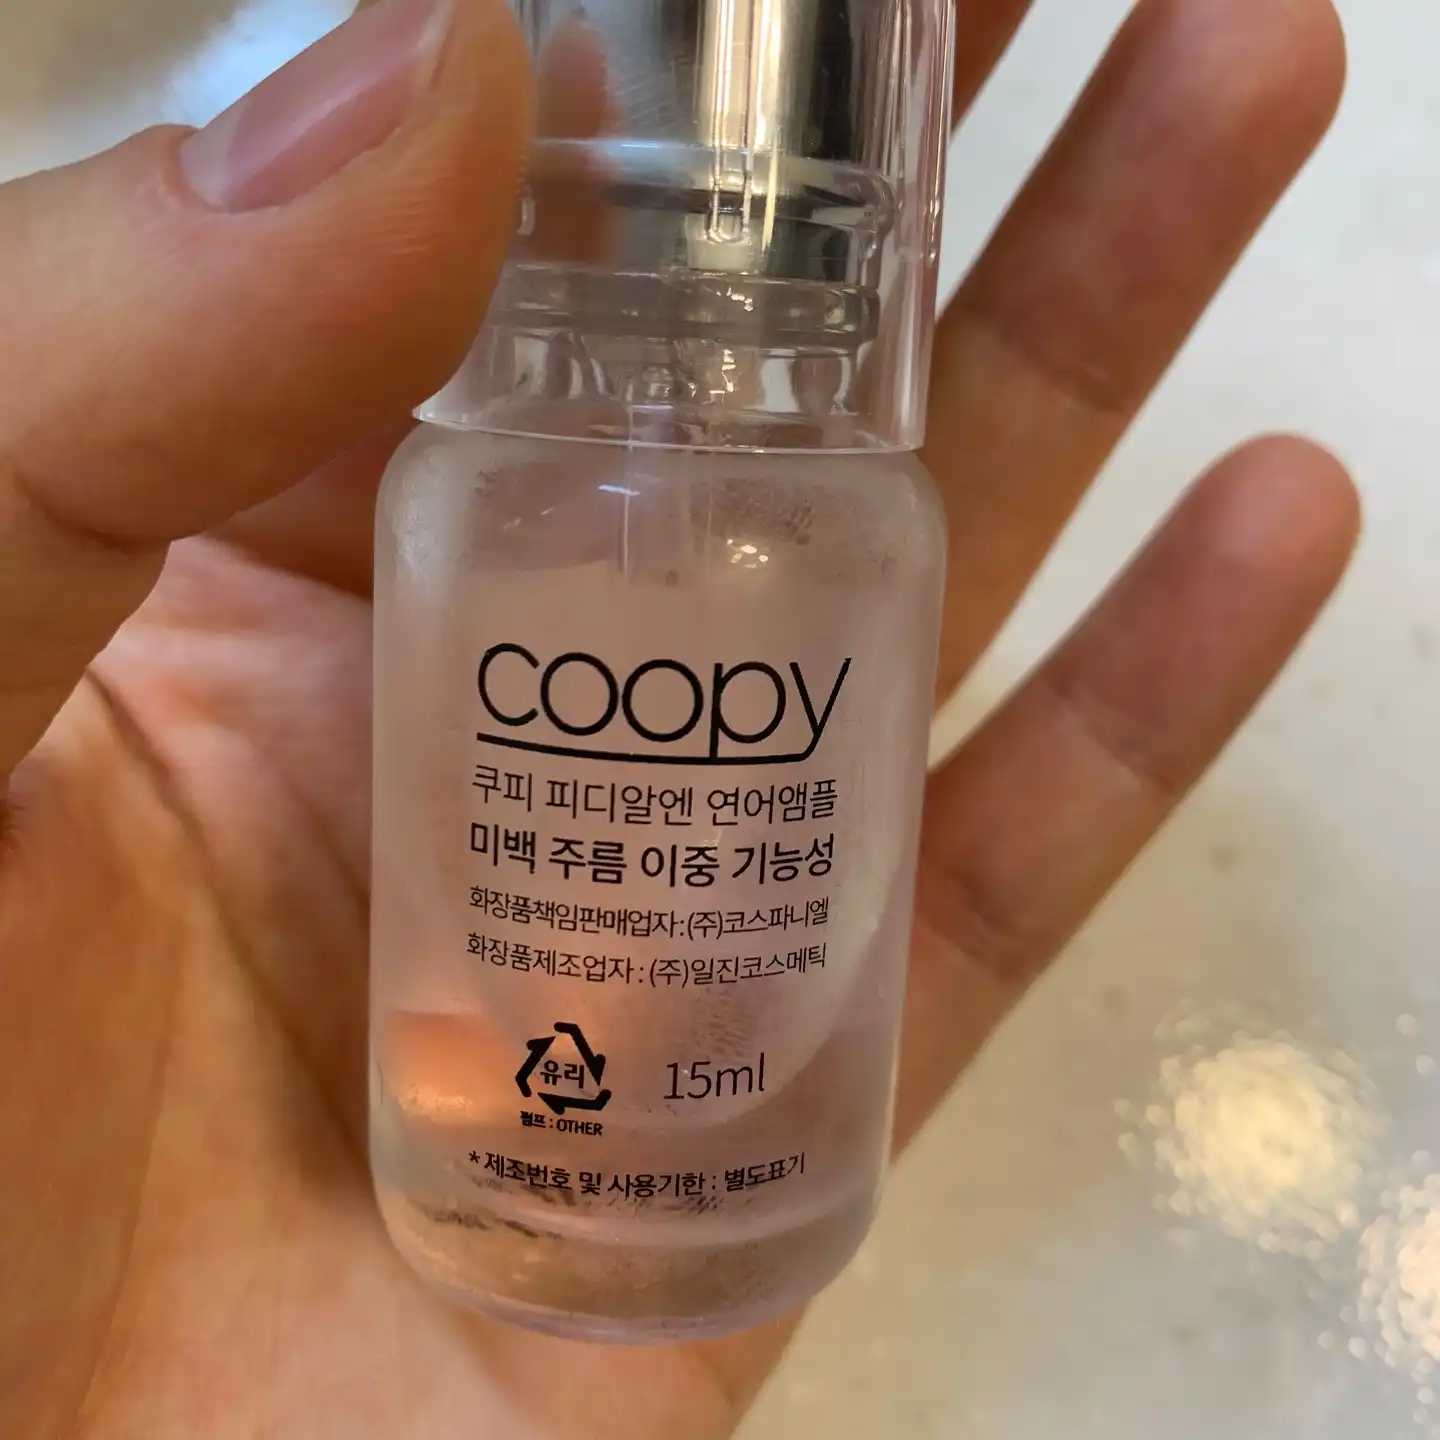 coopy
쿠피 피디알엔 연어앰플
미백 주름 이중 기능성
화장품책임판매업자:(주)코스파니엘
화장품제조업자:(주)일진코스메틱
유리
펌프:OTHER
15ml
*제조번호 및 사용기한 : 별도표기